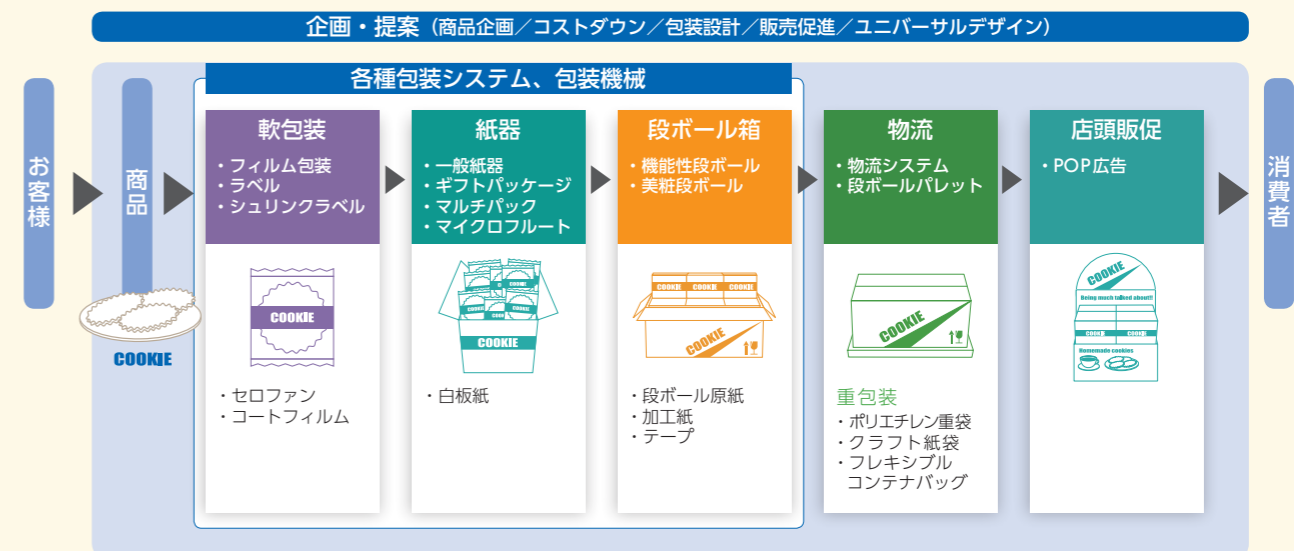 企画・提案（商品企画／コストダウン／包装設計／販売促進／ユニバーサルデザイン）
お客様
商品
COOKIE
各種包装システム、包装機械
軟包装
・フィルム包装
・ラベル
・シュリンクラベル
COOKIE
・セロファン
・コートフィルム
紙器
・一般紙器
・ギフトパッケージ
・マルチパック
・マイクロフルート
COOKIE
COOKIE
COOKIE
COOKIE
・白板紙
段ボール箱
・機能性段ボール
・美粧段ボール
COOKIE COOKIE COOKIE
COOKIE
・段ボール原紙
・加工紙
・テープ
物流
・物流システム
・段ボールパレット
COOKIE
重包装
・ポリエチレン重袋
・クラフト紙袋
・フレキシブル
コンテナバッグ
店頭販促
・POP広告
COOKIE
Being much talked about!!
COOKIE COOKIE
Homemade cookies
消費者